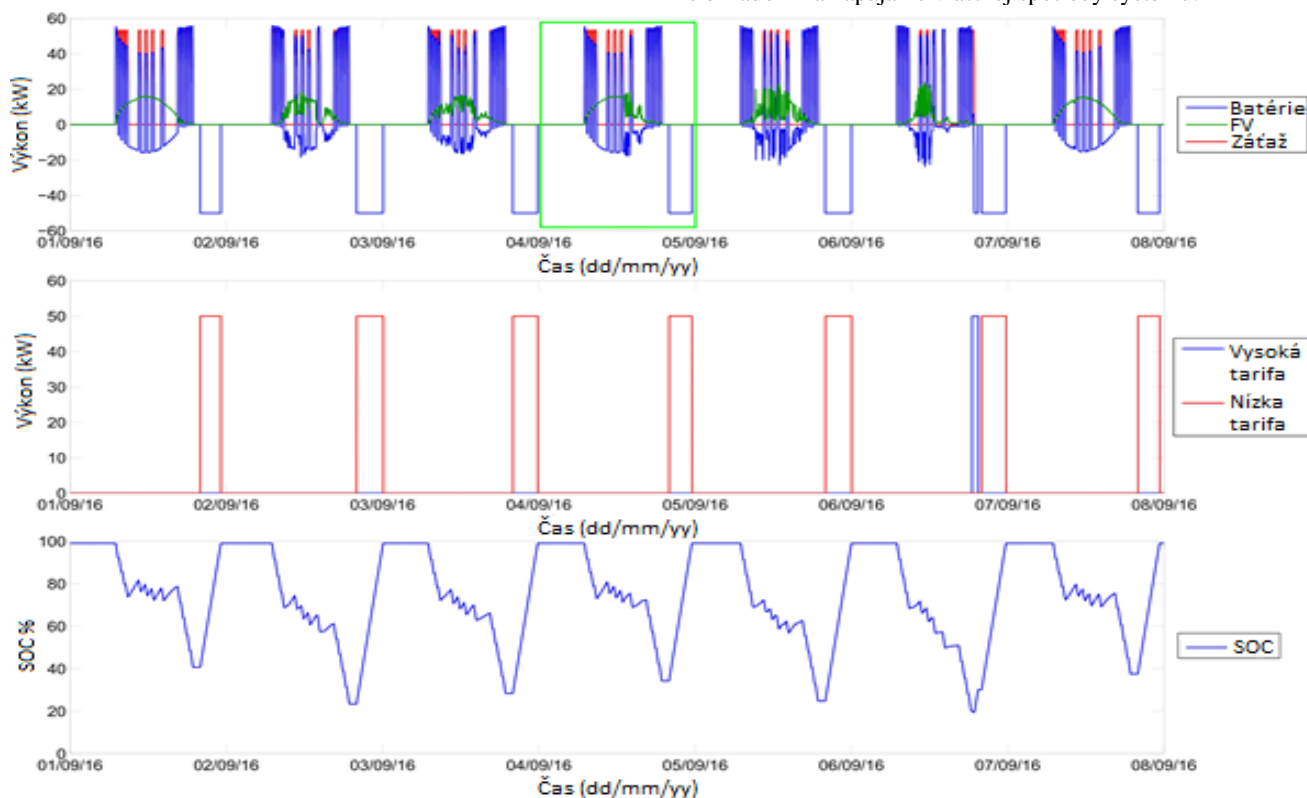 vlastnej spotreby systému.
Výkon (kW)
60
40
20
0
−20
−40
−60
01/09/16 02/09/16 03/09/16 04/09/16 05/09/16 06/09/16 07/09/16 08/09/16
Čas (dd/mm/yy)
Batérie
FV
Záťaž
Výkon (kW)
60
50
40
30
20
10
0
01/09/16 02/09/16 03/09/16 04/09/16 05/09/16 06/09/16 07/09/16 08/09/16
Čas (dd/mm/yy)
Vysoká
tarifa
Nízka
tarifa
SOC %
100
80
60
40
20
0
01/09/16 02/09/16 03/09/16 04/09/16 05/09/16 06/09/16 07/09/16 08/09/16
Čas (dd/mm/yy)
SOC